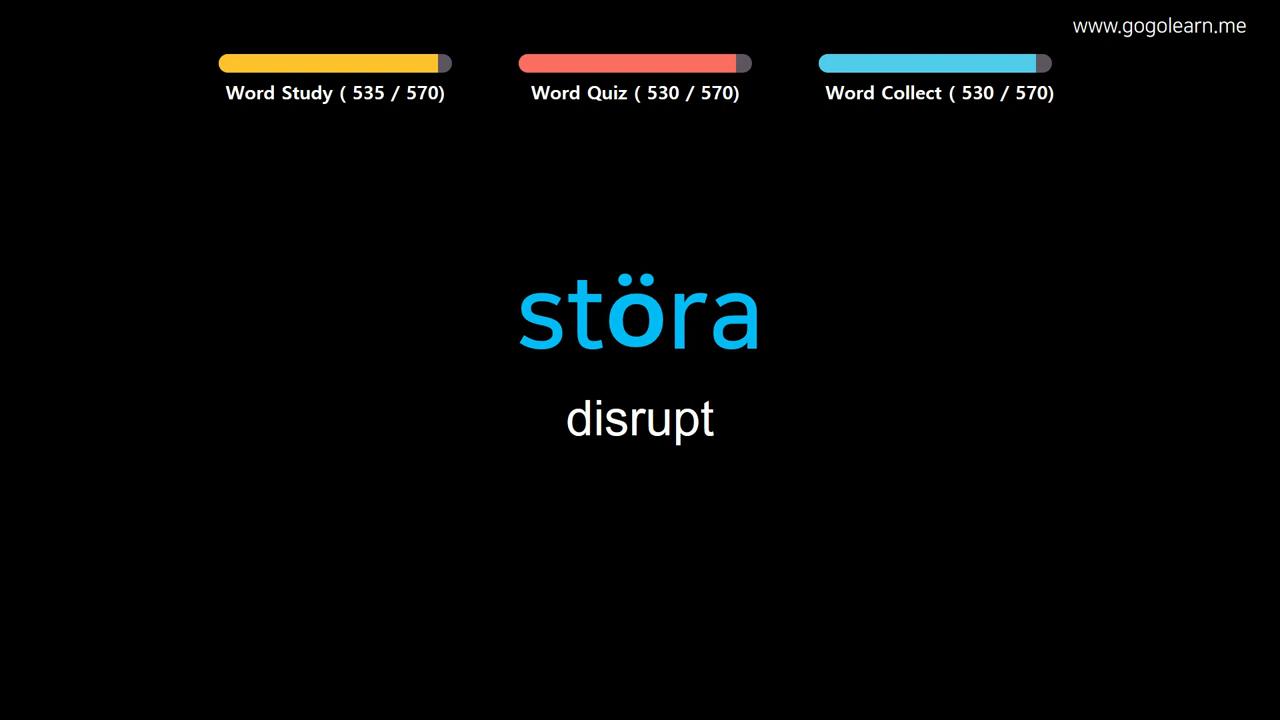 www.gogolearn.me
Word Study ( 535 / 570)
Word Quiz ( 530 / 570)
Word Collect ( 530 / 570)
störa
disrupt